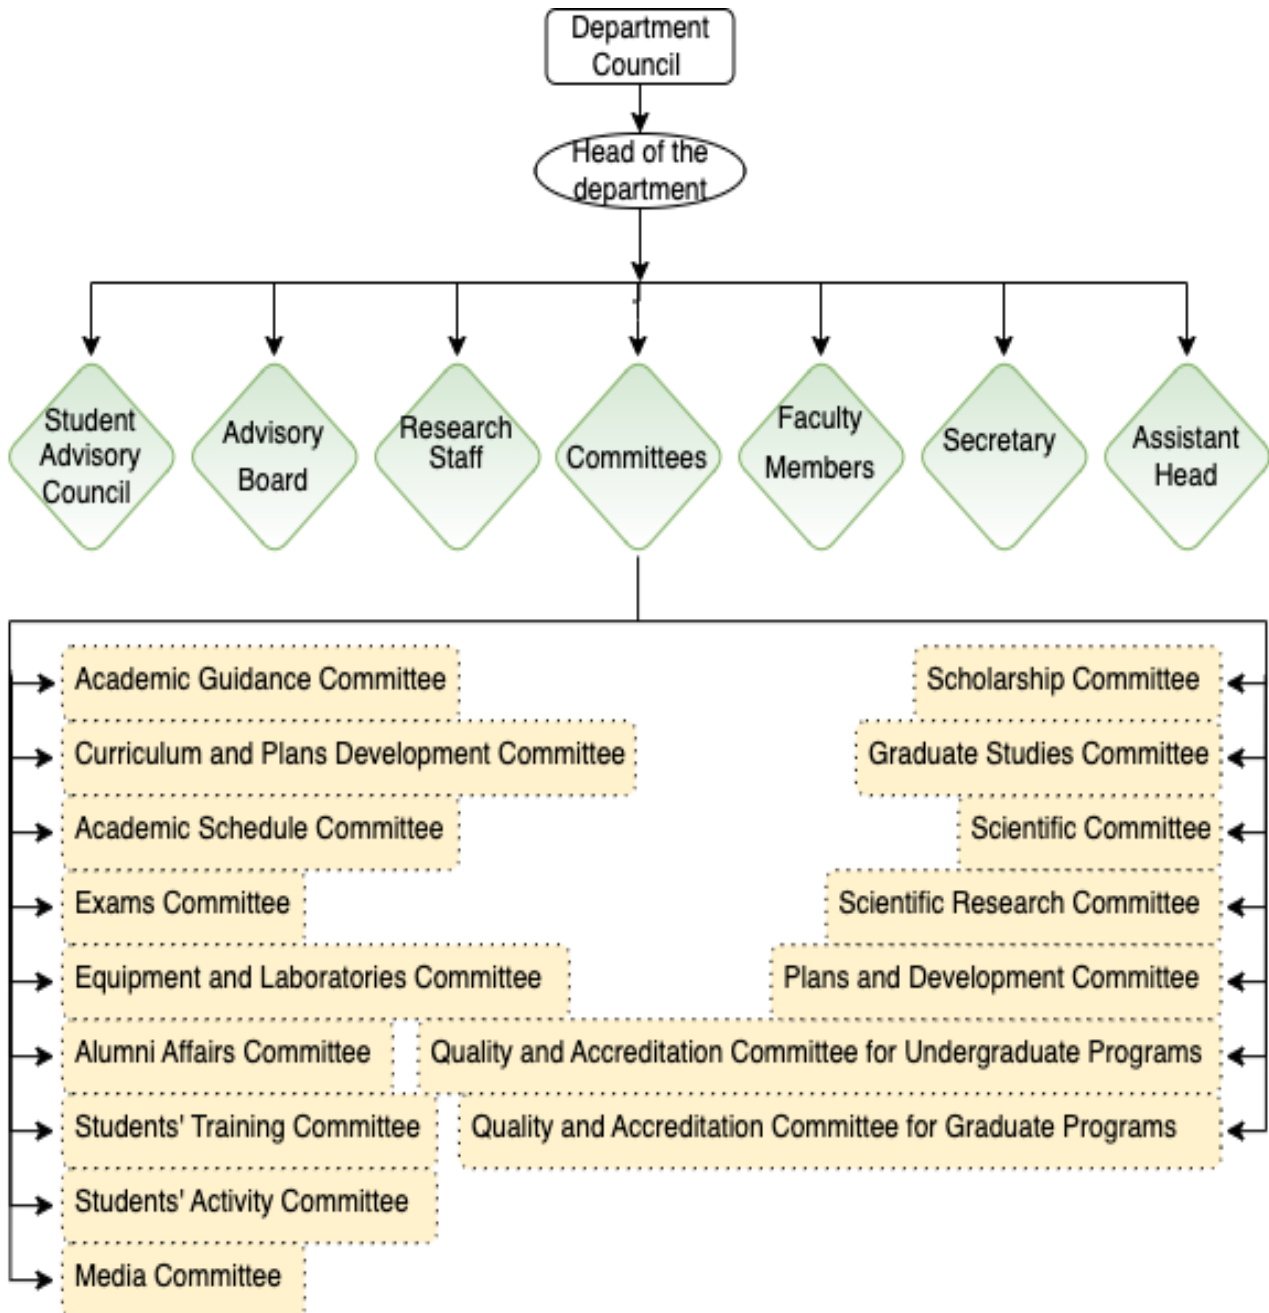 Department
Council
Head of the
department
Student
Advisory
Council
Advisory
Board
Research
Staff
Committees
Faculty
Members
Secretary
Assistant
Head
Academic Guidance Committee
Curriculum and Plans Development Committee
Academic Schedule Committee
Exams Committee
Equipment and Laboratories Committee
Alumni Affairs Committee
Students' Training Committee
Students' Activity Committee
Media Committee
Scholarship Committee
Graduate Studies Committee
Scientific Committee
Scientific Research Committee
Plans and Development Committee
Quality and Accreditation Committee for Undergraduate Programs
Quality and Accreditation Committee for Graduate Programs